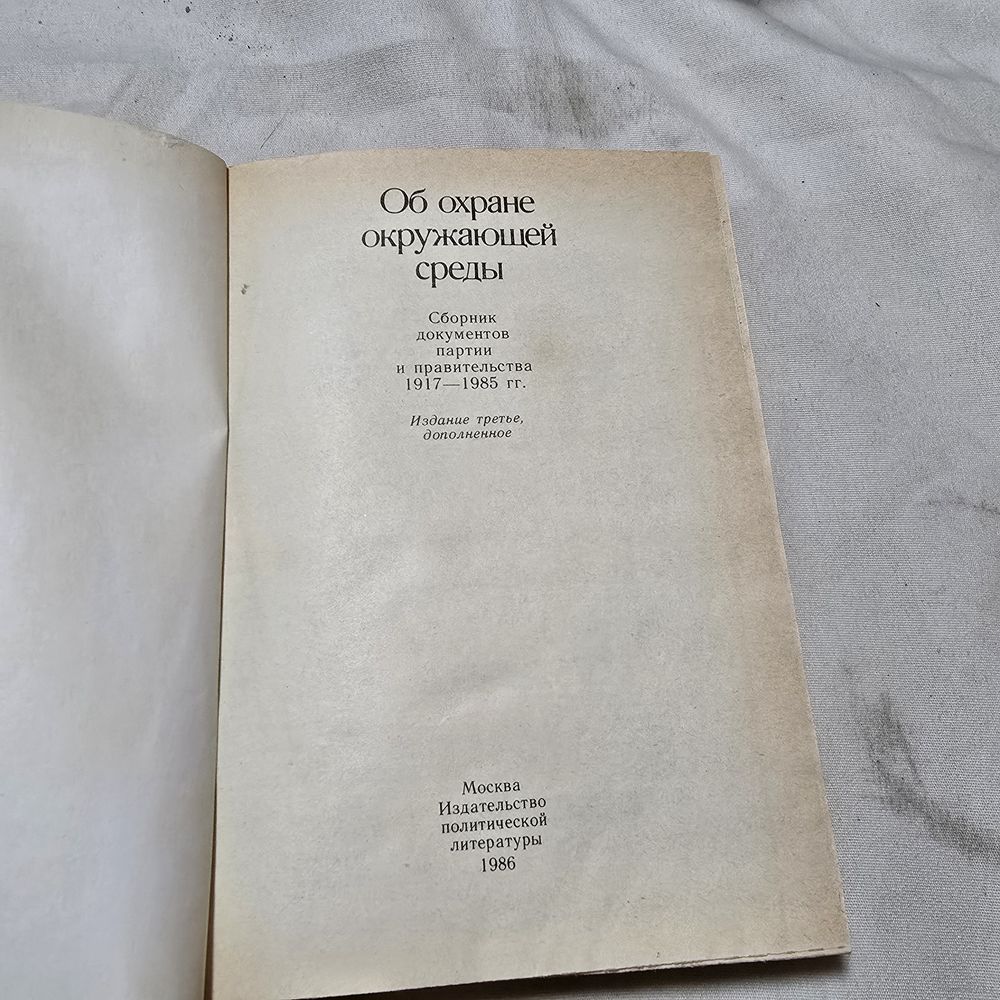 Об охране
окружающей
среды
Сборник
документов
партии
и правительства
1917—1985 гг.
Издание третье,
дополненное
Москва
Издательство
политической
литературы
1986